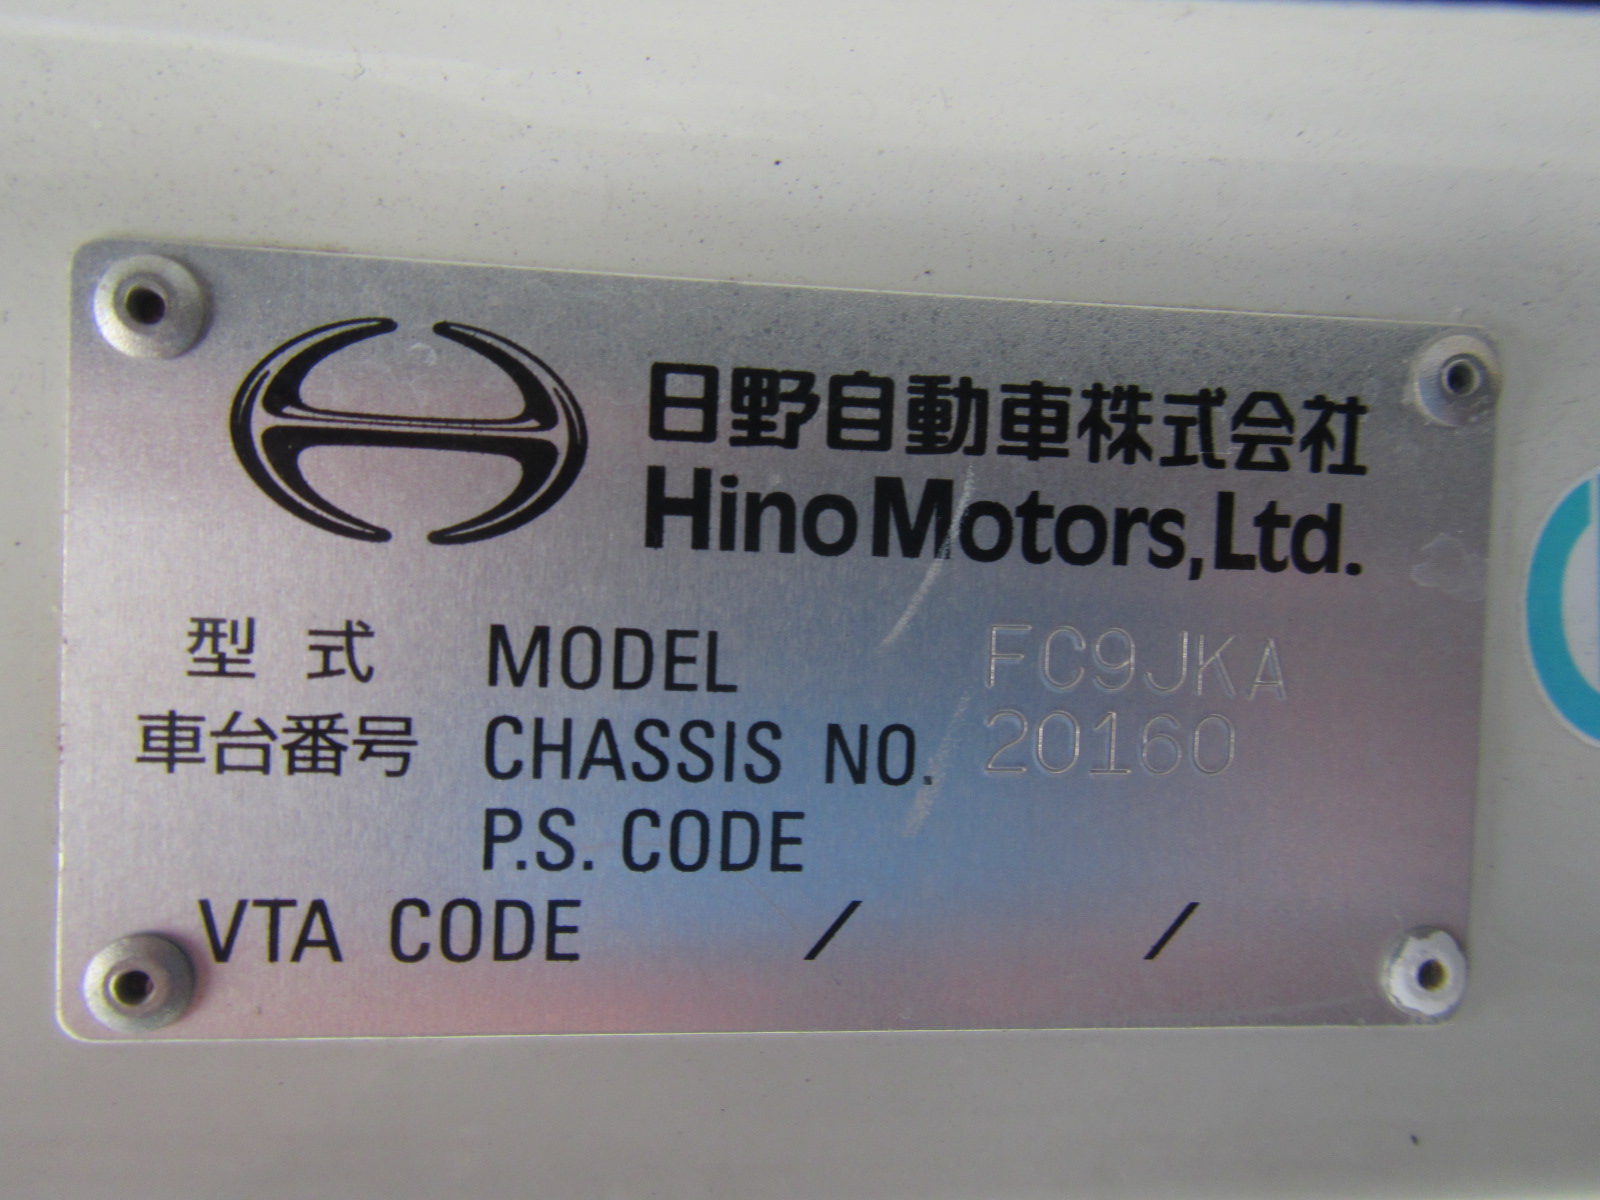 日野自動車株式会社
Hino Motors, Ltd.
型式 MODEL FC9JKA
車台番号 CHASSIS NO. 20160
P.S. CODE
VTA CODE / /